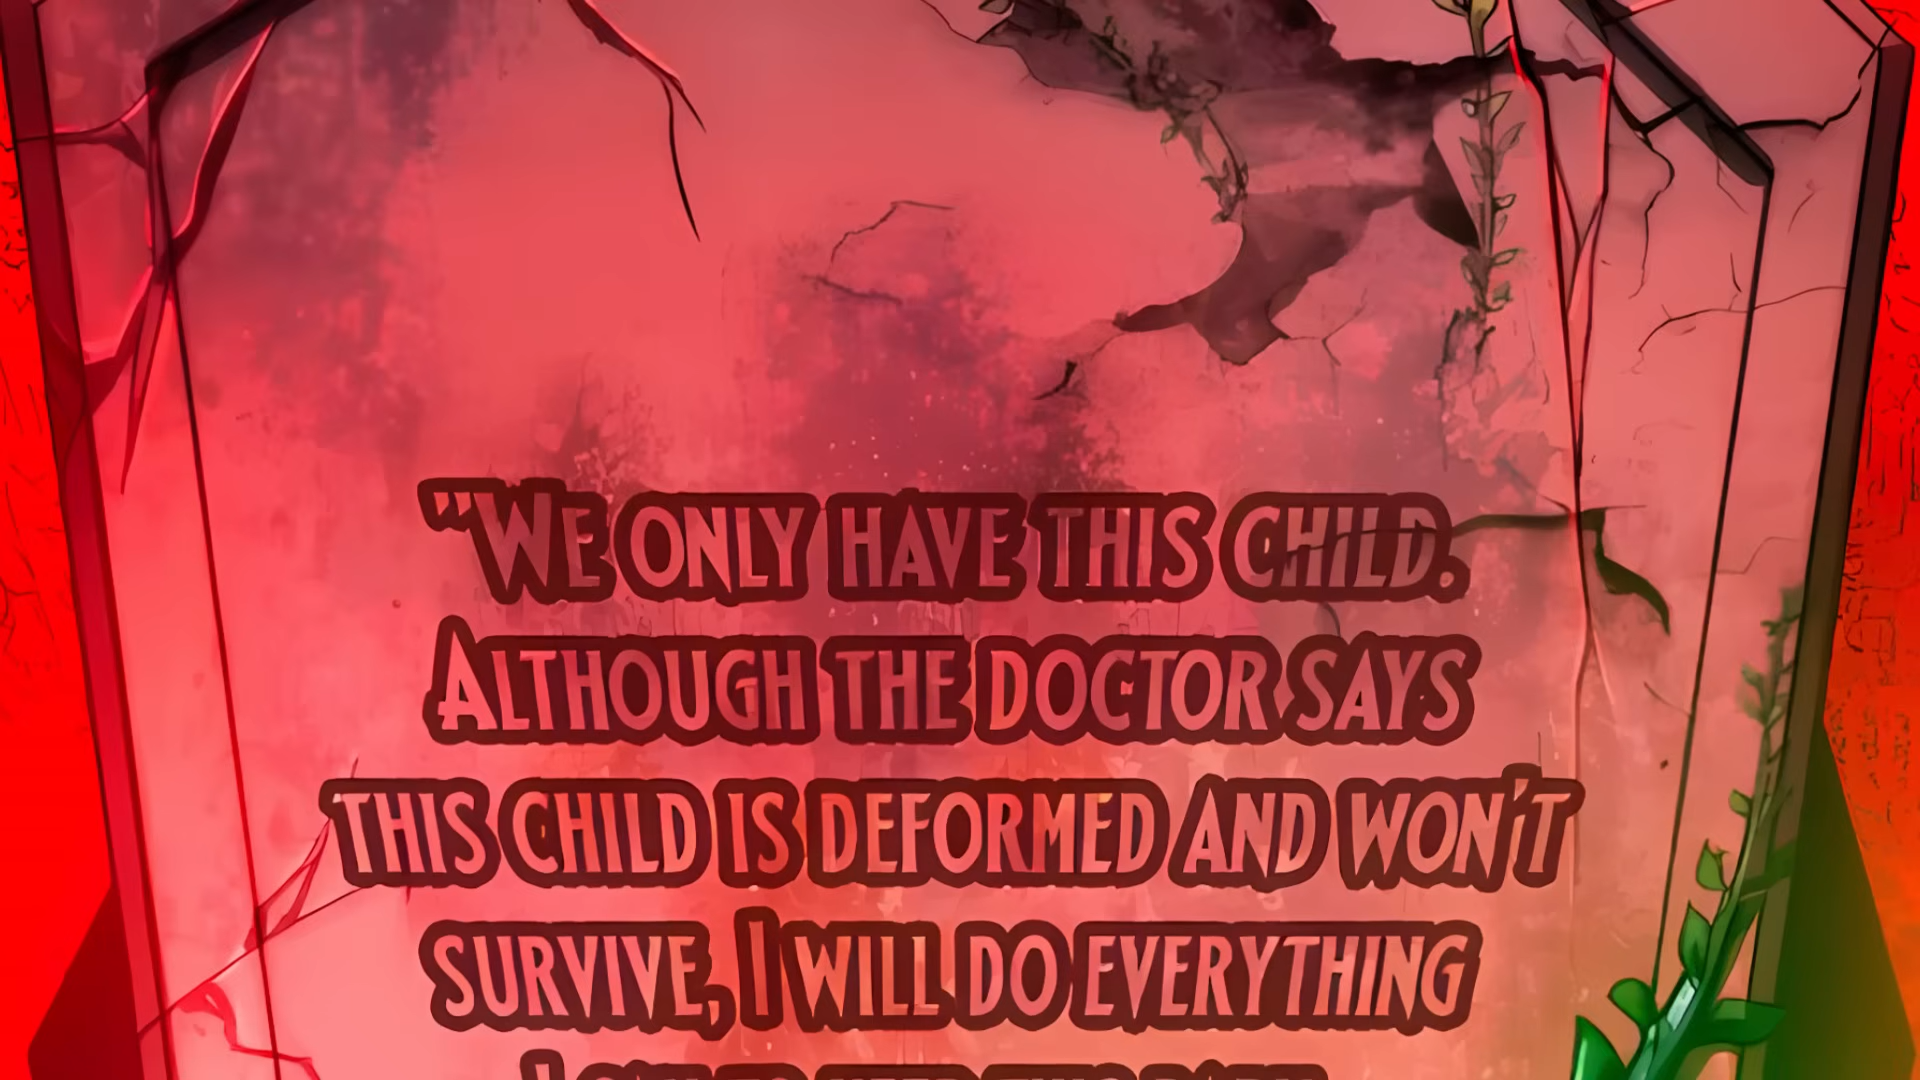 "We only have this child.
Although the doctor says
this child is deformed and won't
survive, I will do everything